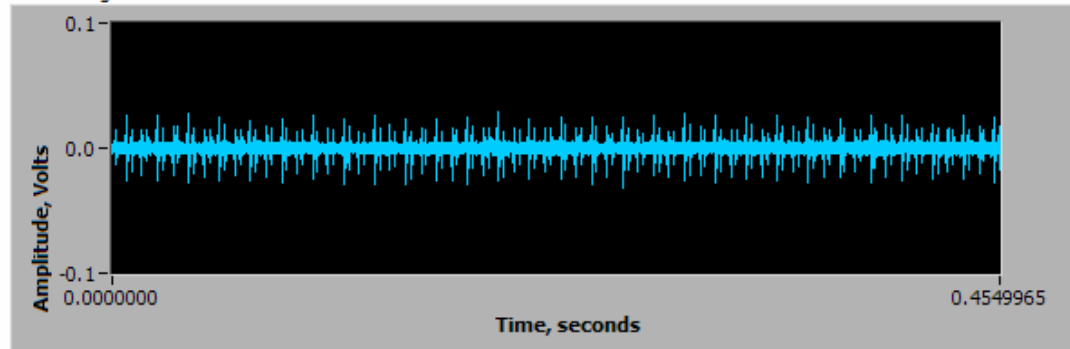 0.1
0.0
-0.1
Amplitude, Volts
0.0000000
0.4549965
Time, seconds